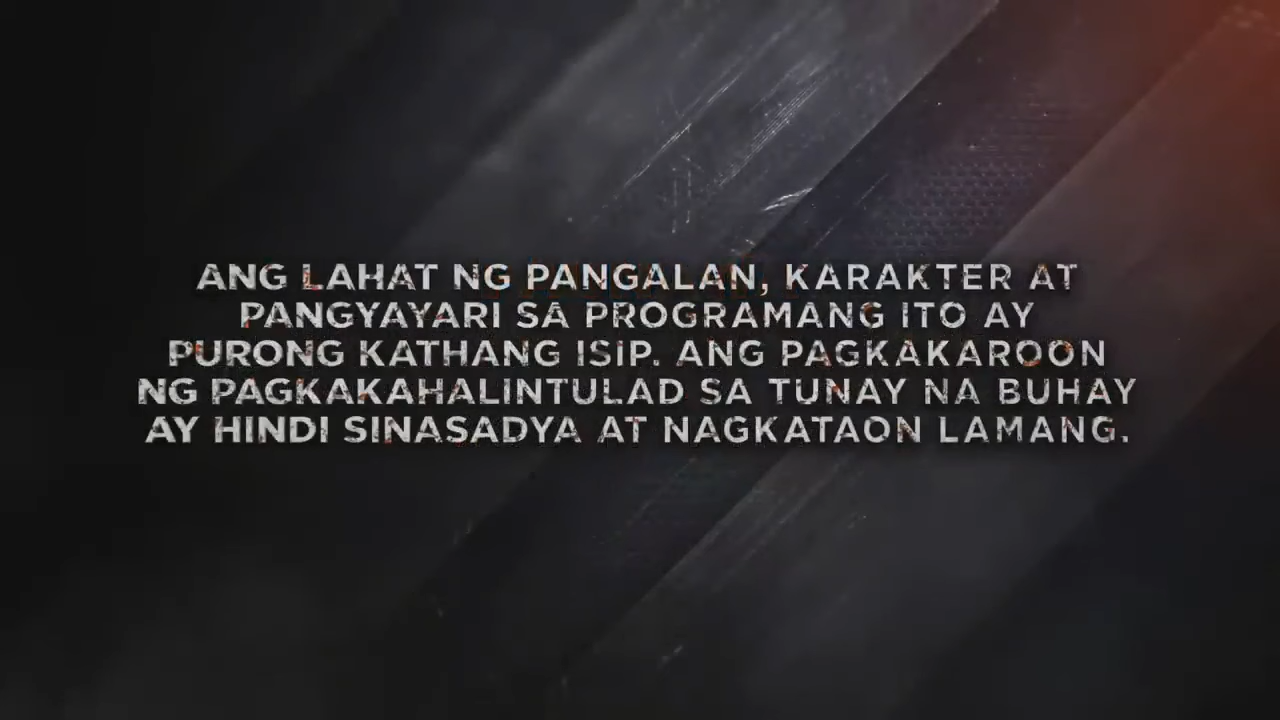 ANG LAHAT NG PANGALAN, KARAKTER AT
PANGYAYARI SA PROGRAMANG ITO AY
PURONG KATHANG ISIP. ANG PAGKAKAROON
NG PAGKAKAHALINTULAD SA TUNAY NA BUHAY
AY HINDI SINASADYA AT NAGKATAON LAMANG.